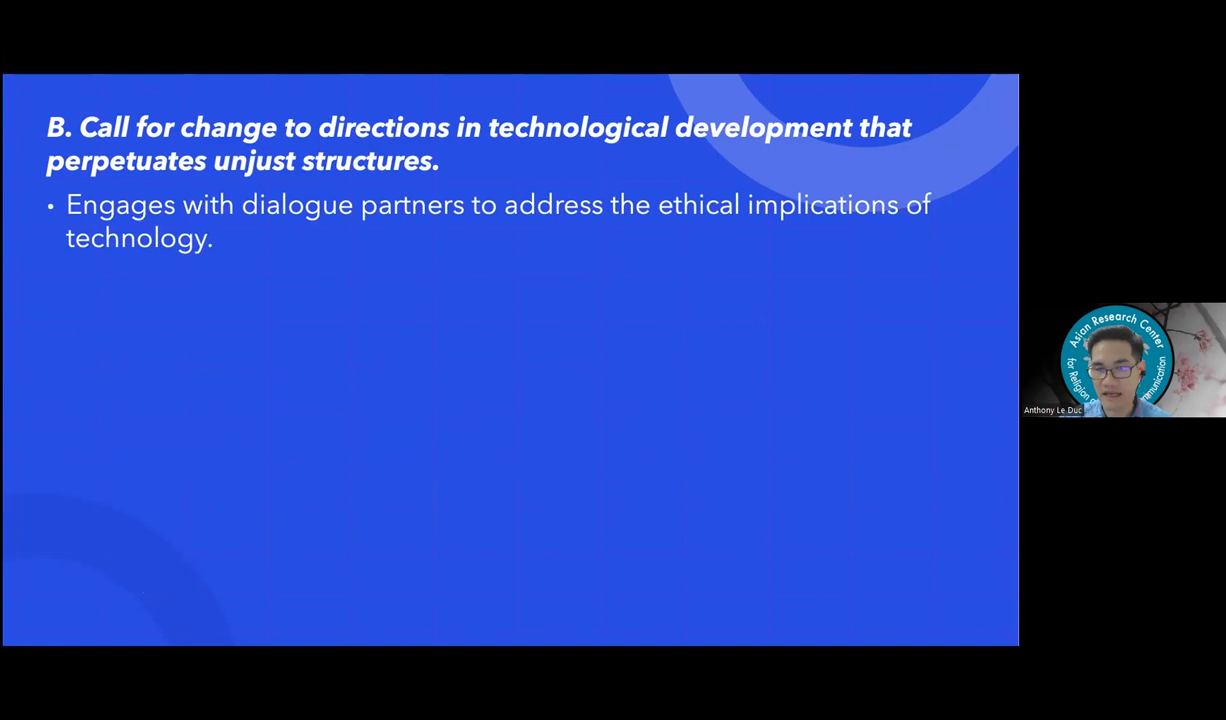 B. Call for change to directions in technological development that
perpetuates unjust structures.
• Engages with dialogue partners to address the ethical implications of
technology.
Asian Research Center
for Religion
Anthony Le Duc